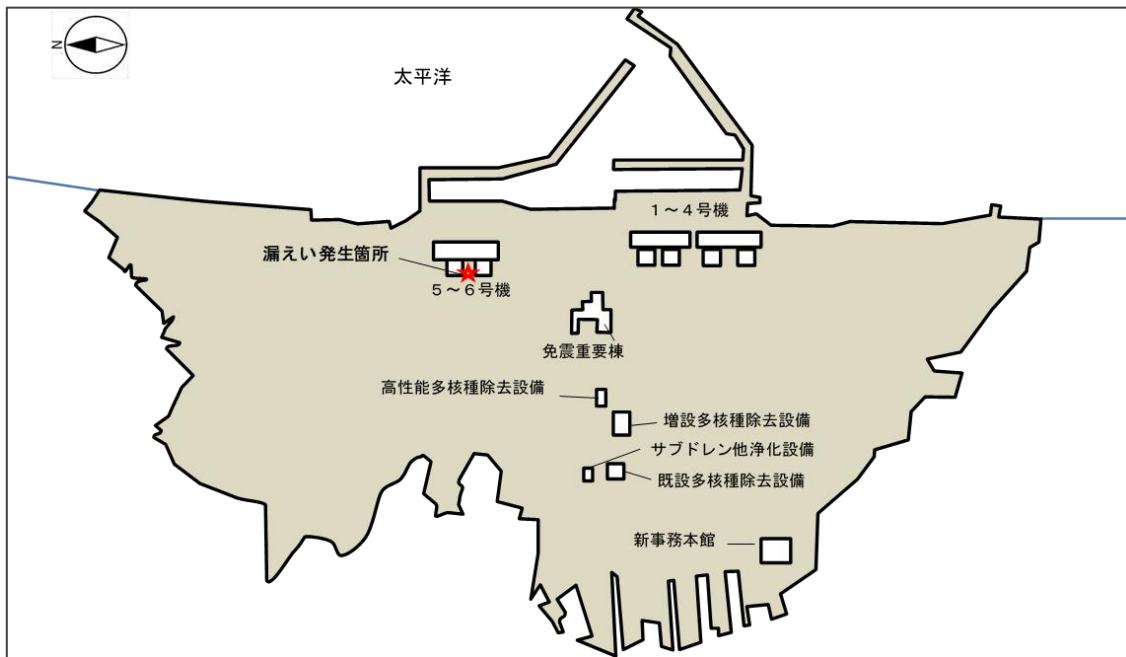 N
太平洋
１～４号機
漏えい発生箇所
５～６号機
免震重要棟
高性能多核種除去設備
増設多核種除去設備
サブドレン他浄化設備
既設多核種除去設備
新事務本館